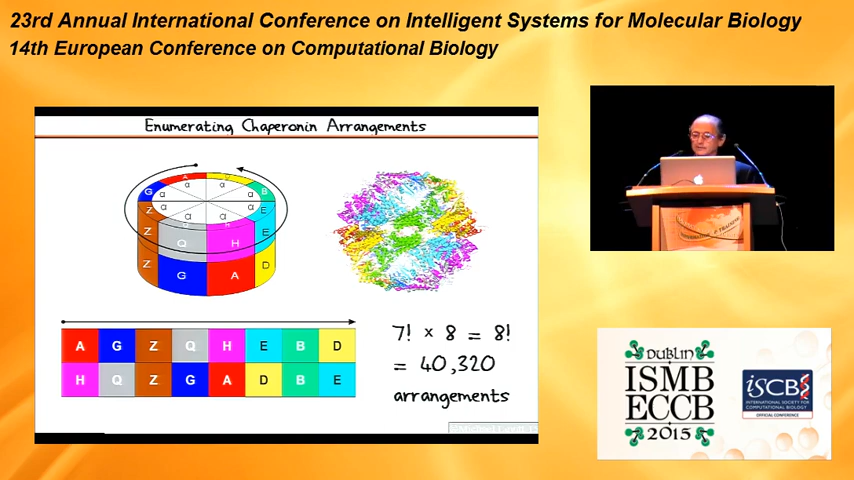 23rd Annual International Conference on Intelligent Systems for Molecular Biology
14th European Conference on Computational Biology
Enumerating Chaperonin Arrangements
G A B
α α α α α α α α
Z E
Z Q H E
Z G A D
A G Z Q H E B D
H Q Z G A D B E
7! × 8 = 8!
= 40,320
arrangements
DUBLIN
ISMB
ECCB
2015
iSCB
INTERNATIONAL SOCIETY FOR
COMPUTATIONAL BIOLOGY
OFFICIAL CONFERENCE